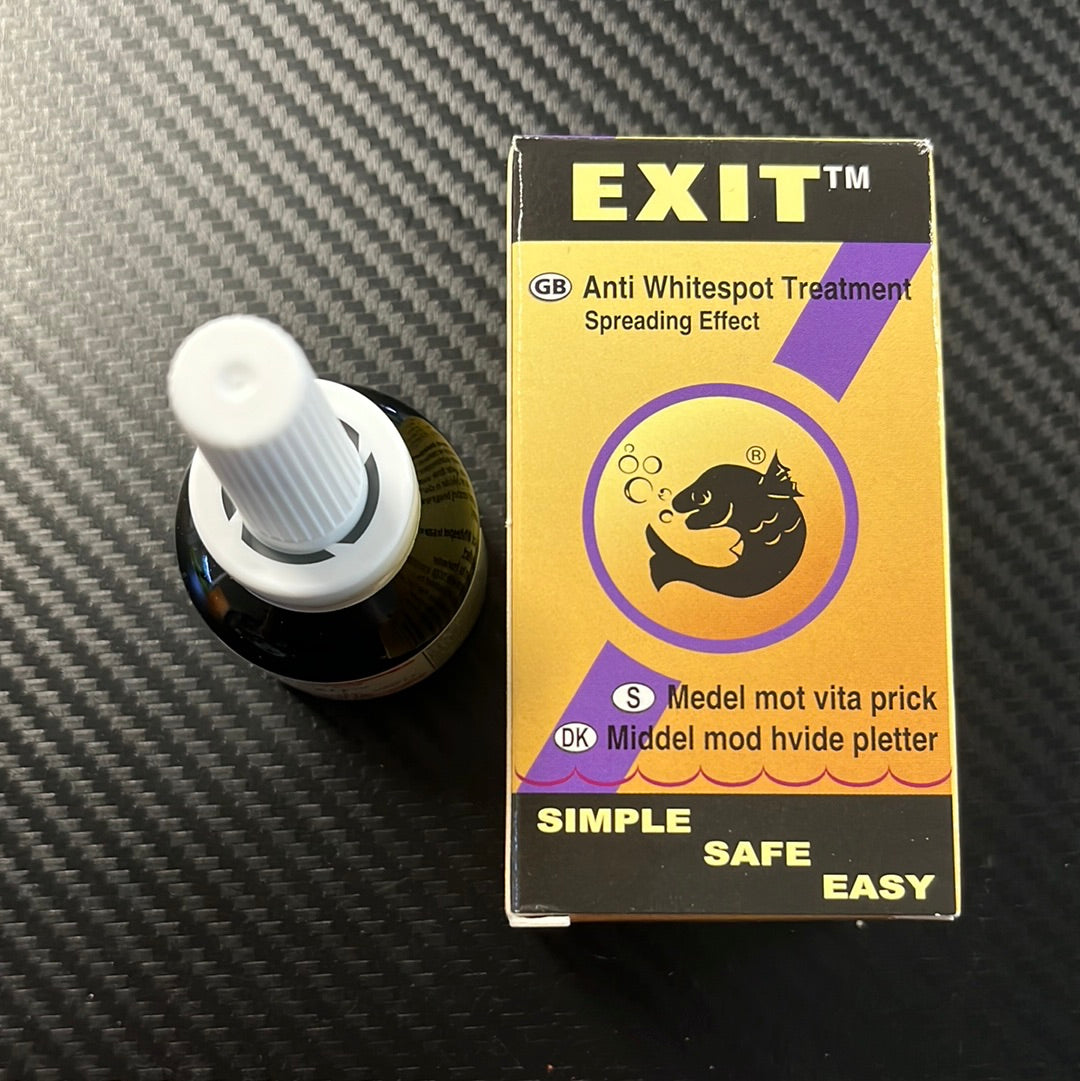 EXIT™
GB Anti Whitespot Treatment
Spreading Effect
®
S Medel mot vita prick
DK Middel mod hvide pletter
SIMPLE
SAFE
EASY